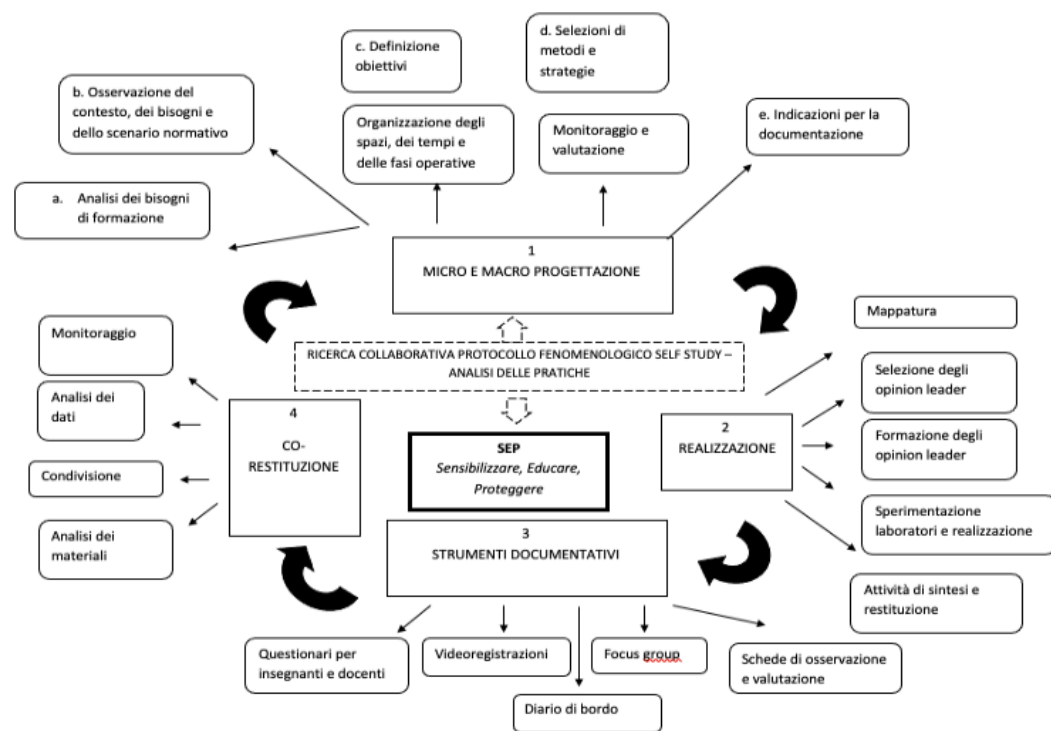 d. Selezioni di
metodi e
strategie
c. Definizione
obiettivi
b. Osservazione del
contesto, dei bisogni e
dello scenario normativo
Organizzazione degli
spazi, dei tempi e
delle fasi operative
Monitoraggio e
valutazione
e. Indicazioni per la
documentazione
a. Analisi dei bisogni
di formazione
1
MICRO E MACRO PROGETTAZIONE
RICERCA COLLABORATIVA PROTOCOLLO FENOMENOLOGICO SELF STUDY –
ANALISI DELLE PRATICHE
SEP
Sensibilizzare, Educare,
Proteggere
2
REALIZZAZIONE
Mappatura
Selezione degli
opinion leader
Formazione degli
opinion leader
Sperimentazione
laboratori e realizzazione
Attività di sintesi e
restituzione
3
STRUMENTI DOCUMENTATIVI
Questionari per
insegnanti e docenti
Videoregistrazioni
Diario di bordo
Focus group
Schede di osservazione
e valutazione
4
CO-
RESTITUZIONE
Monitoraggio
Analisi dei
dati
Condivisione
Analisi dei
materiali